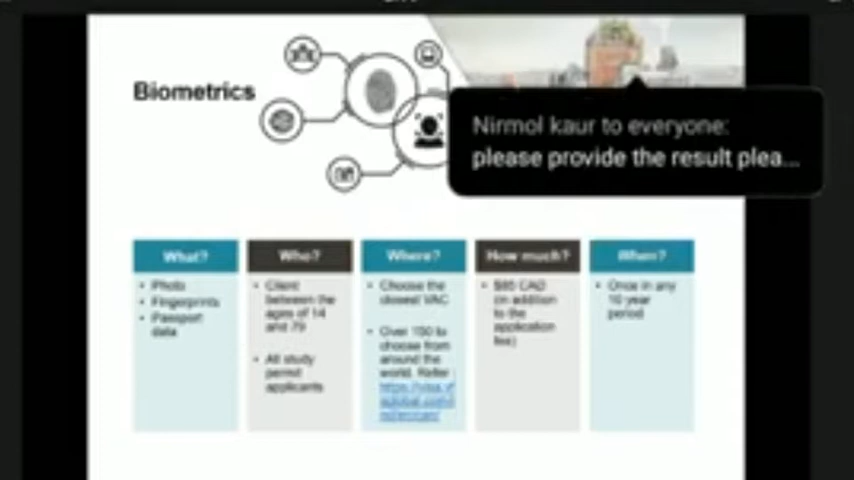 Biometrics
Nirmol kaur to everyone:
please provide the result plea...
What?
• Photo
• Fingerprints
• Passport
data
Who?
• Client
between the
ages of 14
and 79
• All study
permit
applicants
Where?
• Choose the
closest VAC
• Over 150 to
choose from
around the
world. Refer
How much?
• $85 CAD
(in addition
to the
application
fee)
When?
• Once in any
10 year
period